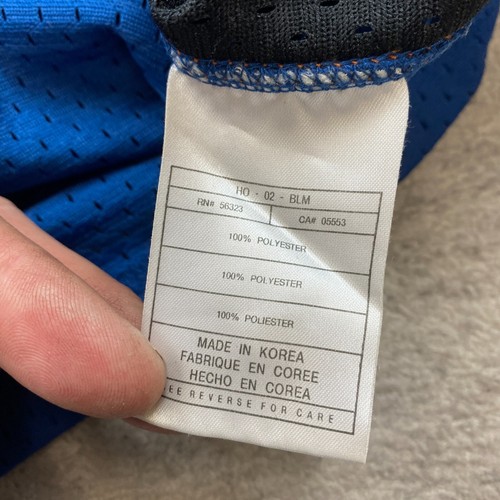 HO - 02 - BLM
RN# 56323 CA# 05553
100% POLYESTER
100% POLYESTER
100% POLIESTER
MADE IN KOREA
FABRIQUE EN COREE
HECHO EN COREA
EE REVERSE FOR CARE